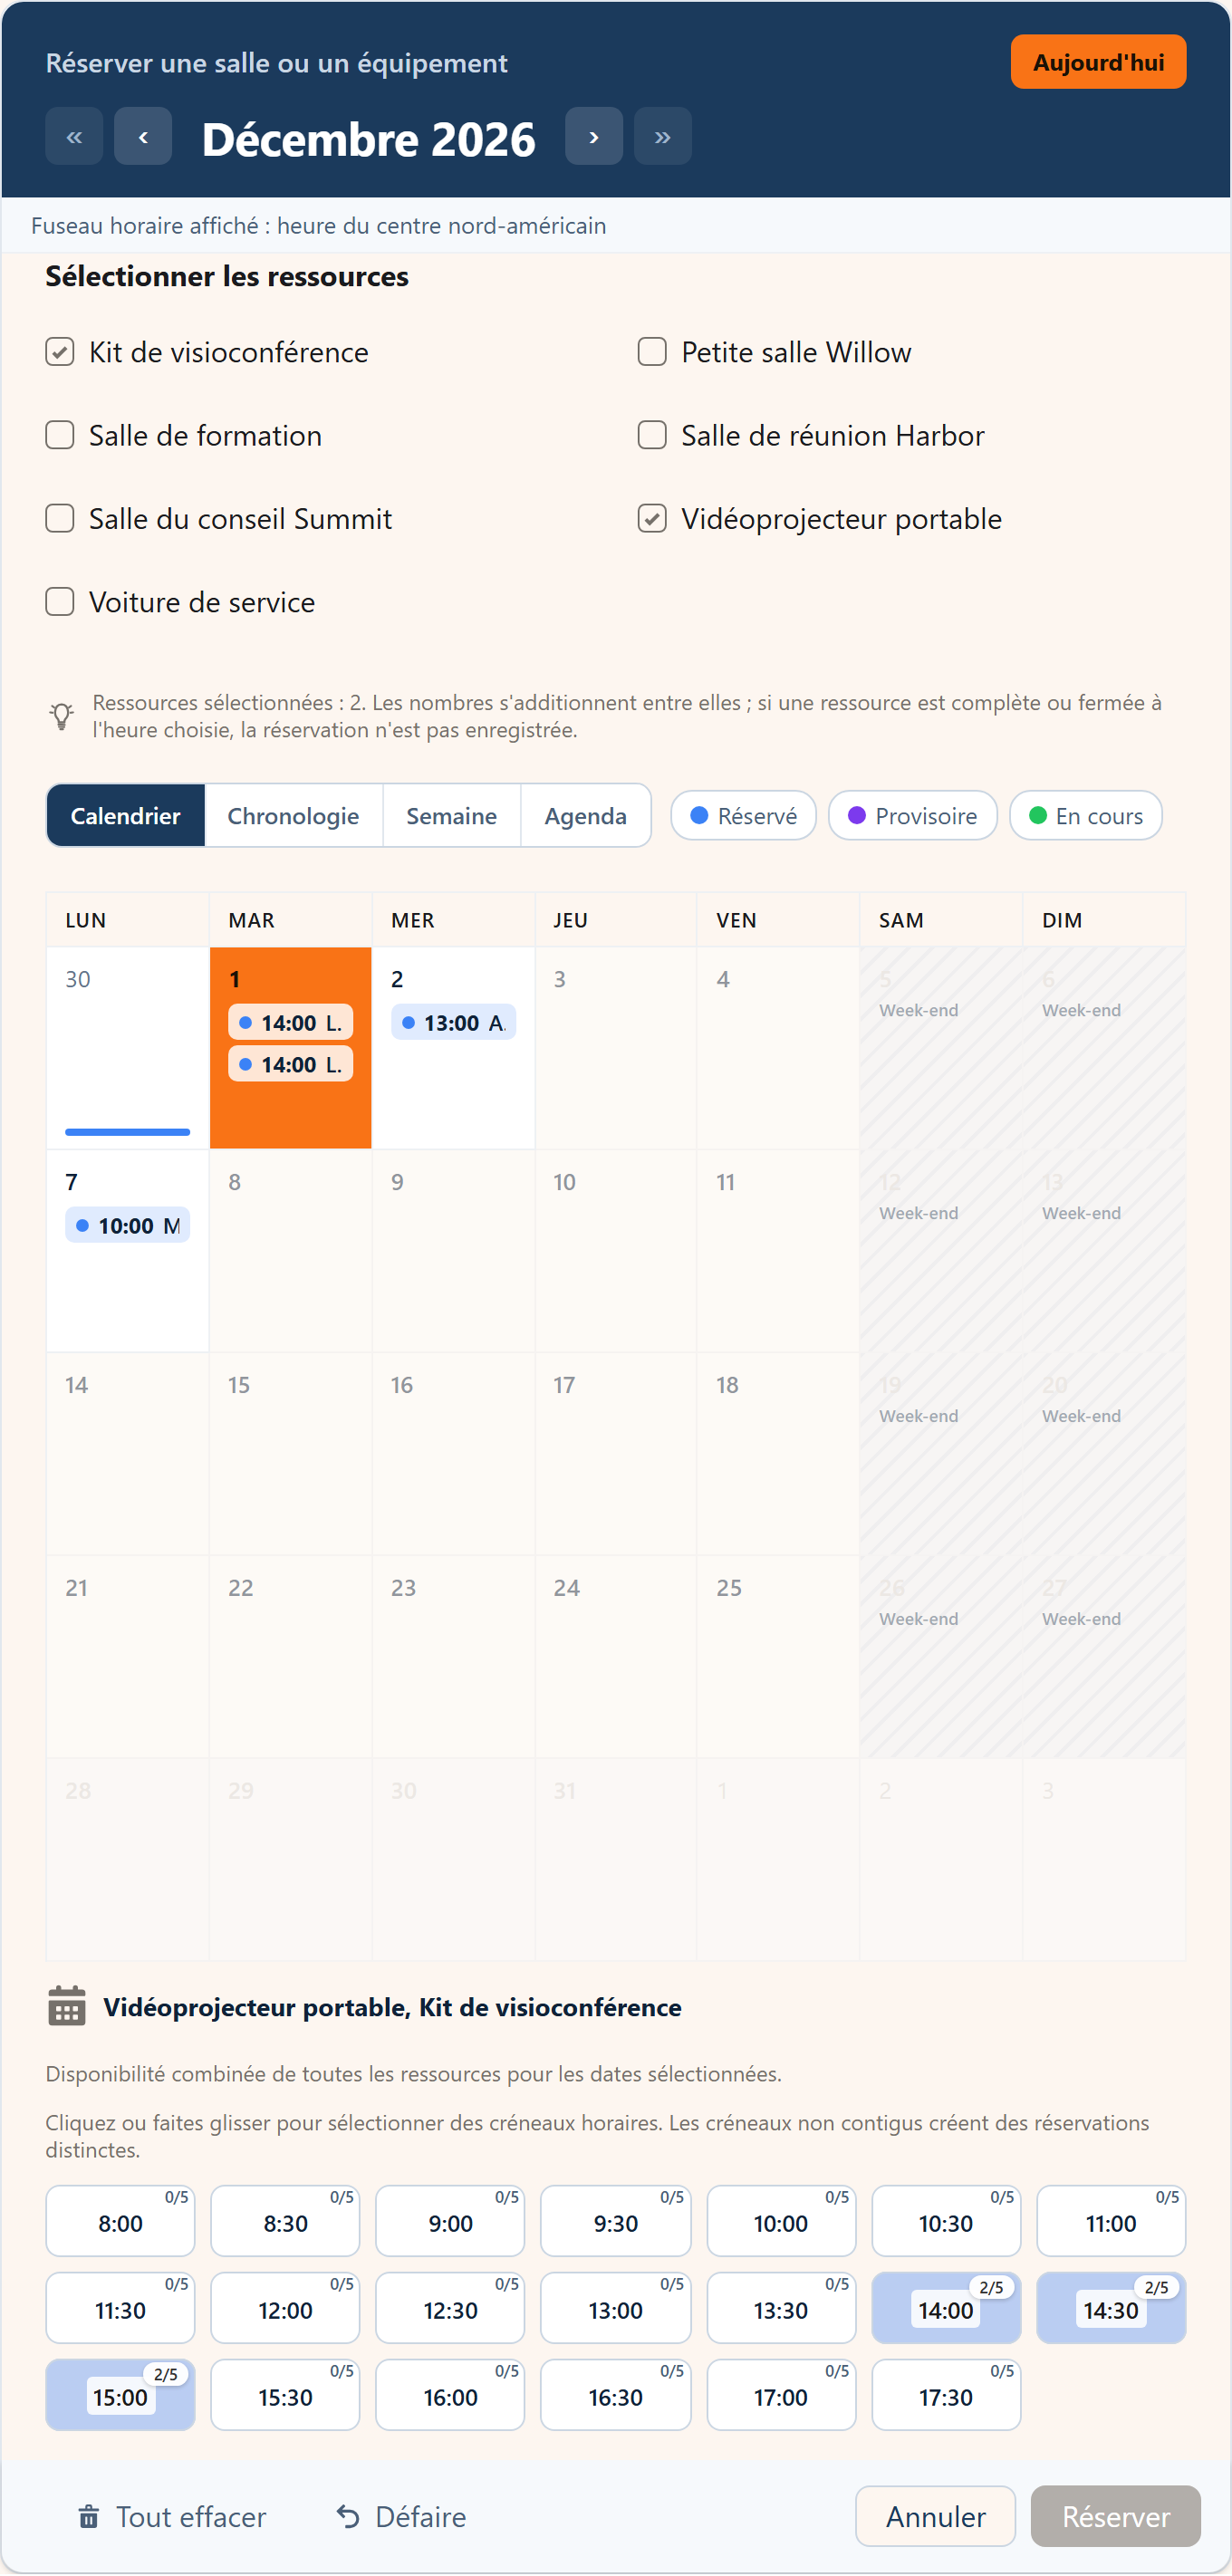 Réserver une salle ou un équipement
Aujourd'hui
« ‹ Décembre 2026 › »
Fuseau horaire affiché : heure du centre nord-américain
Sélectionner les ressources
Kit de visioconférence
Petite salle Willow
Salle de formation
Salle de réunion Harbor
Salle du conseil Summit
Vidéoprojecteur portable
Voiture de service
Ressources sélectionnées : 2. Les nombres s'additionnent entre elles ; si une ressource est complète ou fermée à
l'heure choisie, la réservation n'est pas enregistrée.
Calendrier Chronologie Semaine Agenda Réservé Provisoire En cours
LUN MAR MER JEU VEN SAM DIM
30 1 2 3 4 5 6
Week-end Week-end
14:00 L. 13:00 A.
14:00 L.
7 8 9 10 11 12 13
Week-end Week-end
10:00 M
14 15 16 17 18 19 20
Week-end Week-end
21 22 23 24 25 26 27
Week-end Week-end
28 29 30 31 1 2 3
Vidéoprojecteur portable, Kit de visioconférence
Disponibilité combinée de toutes les ressources pour les dates sélectionnées.
Cliquez ou faites glisser pour sélectionner des créneaux horaires. Les créneaux non contigus créent des réservations
distinctes.
0/5 0/5 0/5 0/5 0/5 0/5 0/5
8:00 8:30 9:00 9:30 10:00 10:30 11:00
0/5 0/5 0/5 0/5 0/5 2/5 2/5
11:30 12:00 12:30 13:00 13:30 14:00 14:30
2/5 0/5 0/5 0/5 0/5 0/5
15:00 15:30 16:00 16:30 17:00 17:30
Tout effacer Défaire Annuler Réserver